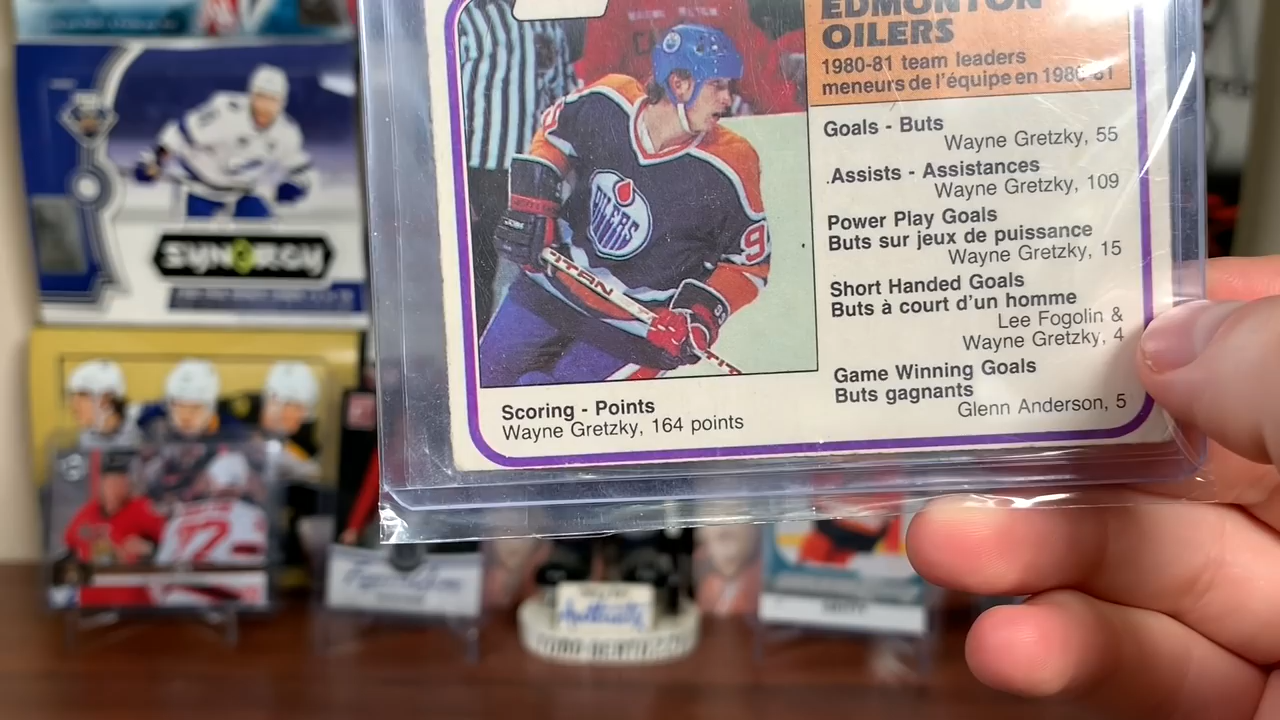 EDMONTON
OILERS
1980-81 team leaders
meneurs de l'équipe en 1980-81
Goals - Buts
Wayne Gretzky, 55
Assists - Assistances
Wayne Gretzky, 109
Power Play Goals
Buts sur jeux de puissance
Wayne Gretzky, 15
Short Handed Goals
Buts à court d'un homme
Lee Fogolin &
Wayne Gretzky, 4
Game Winning Goals
Buts gagnants
Glenn Anderson, 5
Scoring - Points
Wayne Gretzky, 164 points
OILERS
9
TITAN
SYNERGY
72